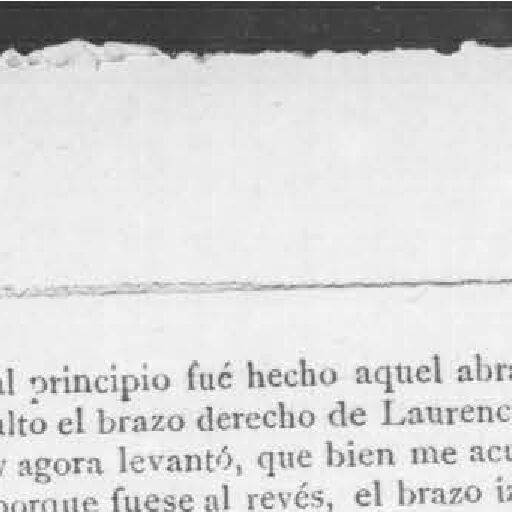 al principio fué hecho aquel abra
alto el brazo derecho de Laurenc
y agora levantó, que bien me acu
porque fuese al revés, el brazo iz